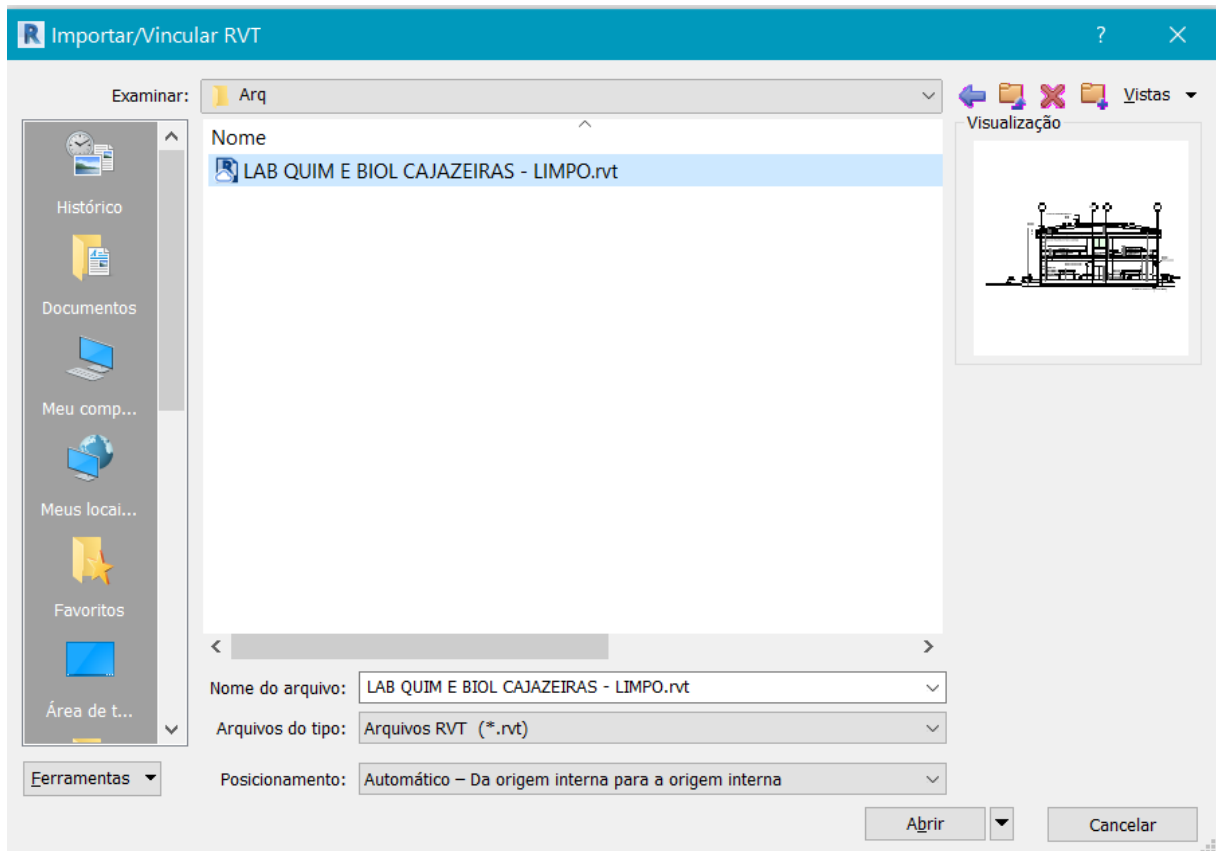 Importar/Vincular RVT
Examinar: Arq Vistas
Visualização
Nome
LAB QUIM E BIOL CAJAZEIRAS - LIMPO.rvt
Histórico
Documentos
Meu comp...
Meus locai...
Favoritos
Área de t...
Nome do arquivo: LAB QUIM E BIOL CAJAZEIRAS - LIMPO.rvt
Arquivos do tipo: Arquivos RVT (*.rvt)
Ferramentas Posicionamento: Automático – Da origem interna para a origem interna
Abrir Cancelar